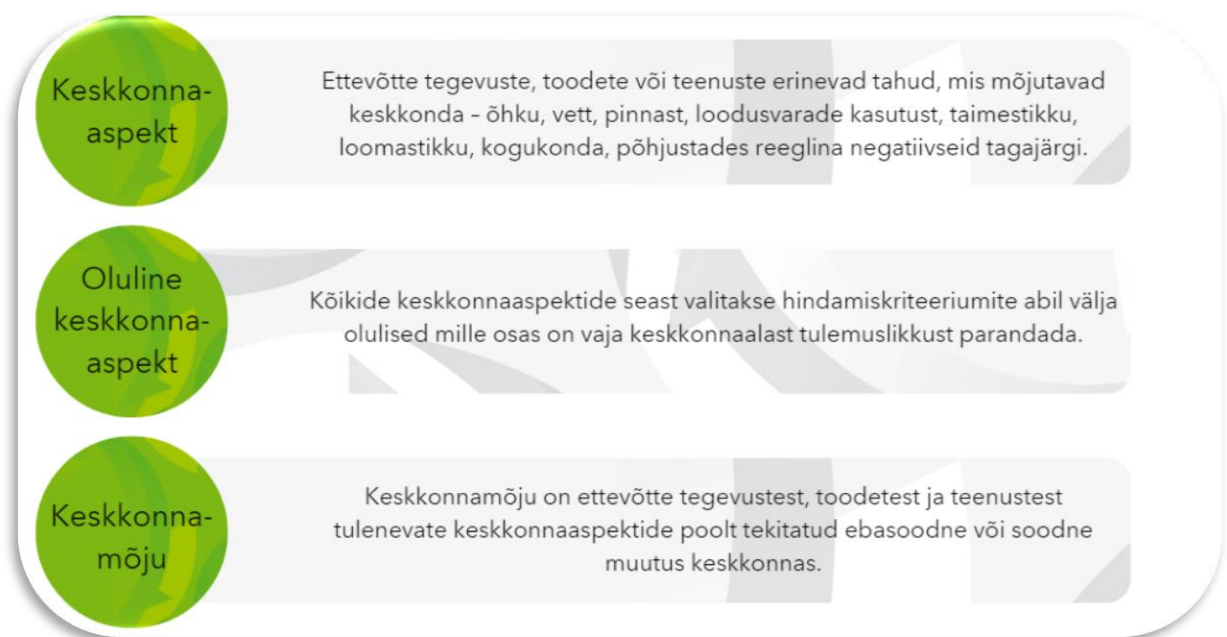 Keskkonna-
aspekt
Ettevõtte tegevuste, toodete või teenuste erinevad tahud, mis mõjutavad
keskkonda – õhku, vett, pinnast, loodusvarade kasutust, taimestikku,
loomastikku, kogukonda, põhjustades reeglina negatiivseid tagajärgi.
Oluline
keskkonna-
aspekt
Kõikide keskkonnaaspektide seast valitakse hindamiskriteeriumite abil välja
olulised mille osas on vaja keskkonnaalast tulemuslikkust parandada.
Keskkonna-
mõju
Keskkonnamõju on ettevõtte tegevustest, toodetest ja teenustest
tulenevate keskkonnaaspektide poolt tekitatud ebasoodne või soodne
muutus keskkonnas.